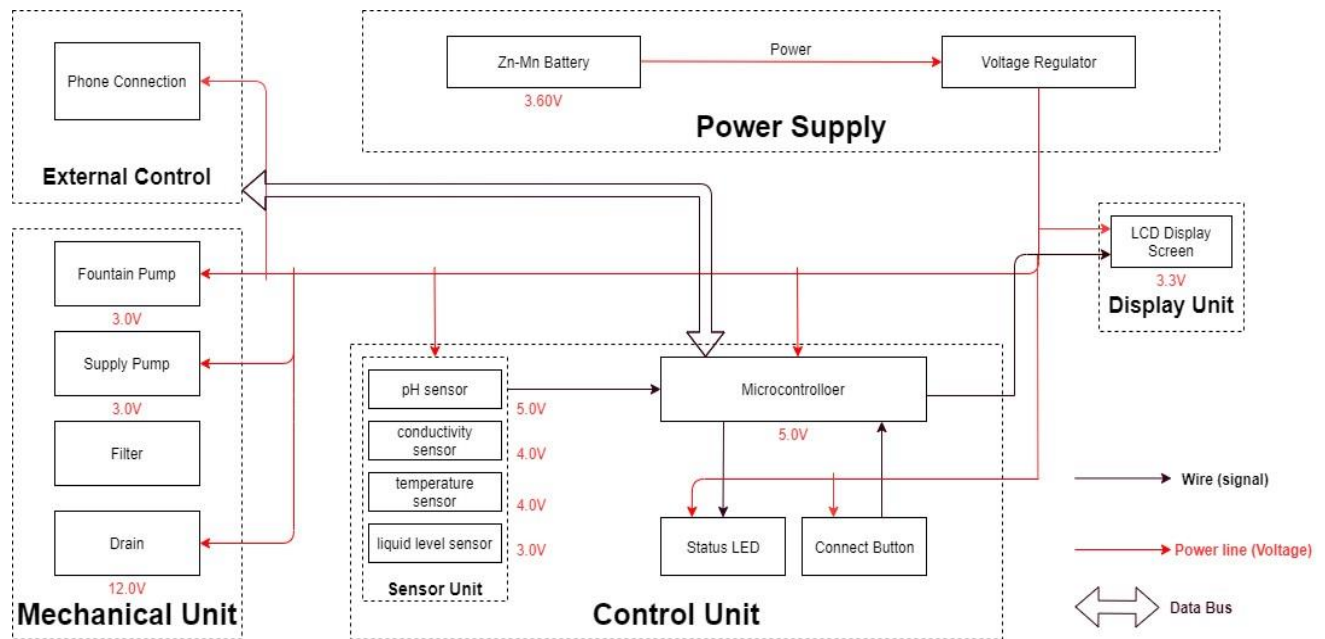 Phone Connection
External Control
Zn-Mn Battery
3.60V
Power
Voltage Regulator
Power Supply
Fountain Pump
3.0V
Supply Pump
3.0V
Filter
Drain
12.0V
Mechanical Unit
LCD Display
Screen
3.3V
Display Unit
pH sensor
5.0V
conductivity
sensor
4.0V
temperature
sensor
4.0V
liquid level sensor
3.0V
Sensor Unit
Microcontrolloer
5.0V
Status LED
Connect Button
Control Unit
Wire (signal)
Power line (Voltage)
Data Bus